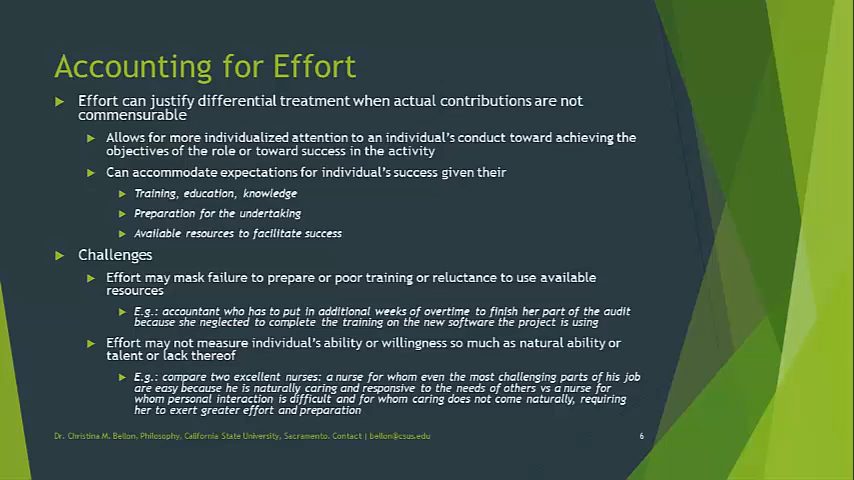 Accounting for Effort
Effort can justify differential treatment when actual contributions are not
commensurable
Allows for more individualized attention to an individual's conduct toward achieving the
objectives of the role or toward success in the activity
Can accommodate expectations for individual's success given their
Training, education, knowledge
Preparation for the undertaking
Available resources to facilitate success
Challenges
Effort may mask failure to prepare or poor training or reluctance to use available
resources
E.g.: accountant who has to put in additional weeks of overtime to finish her part of the audit
because she neglected to complete the training on the new software the project is using
Effort may not measure individual's ability or willingness so much as natural ability or
talent or lack thereof
E.g.: compare two excellent nurses: a nurse for whom even the most challenging parts of his job
are easy because he is naturally caring and responsive to the needs of others vs a nurse for
whom personal interaction is difficult and for whom caring does not come naturally, requiring
her to exert greater effort and preparation
Dr. Christina M. Bellon, Philosophy, California State University, Sacramento. Contact | bellon@csus.edu
6